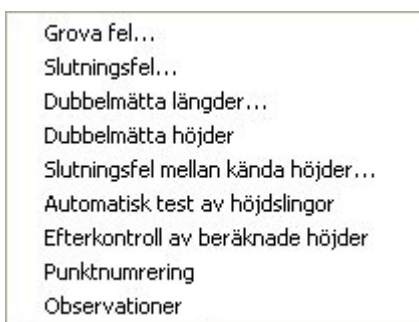 Grova fel...
Slutningsfel...
Dubbelmätta längder...
Dubbelmätta höjder
Slutningsfel mellan kända höjder...
Automatisk test av höjdslingor
Efterkontroll av beräknade höjder
Punktnumrering
Observationer